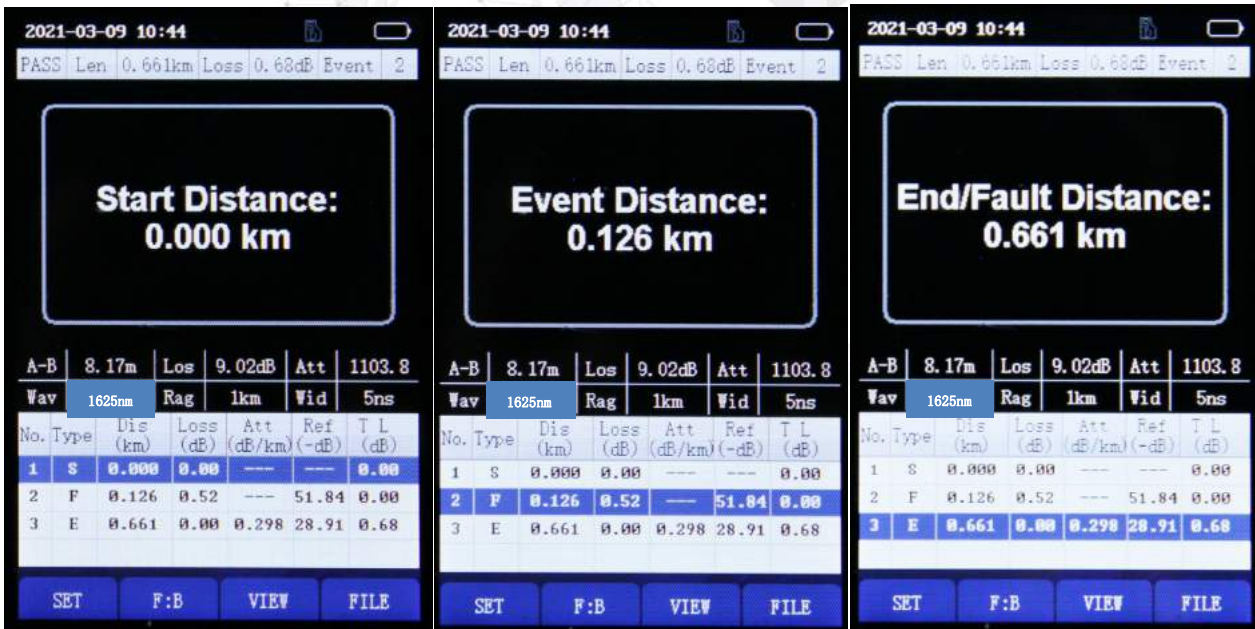 2021-03-09 10:44
PASS Len 0.661km Loss 0.68dB Event 2
Start Distance:
0.000 km
A-B 8.17m Los 9.02dB Att 1103.8
Wav 1625nm Rag 1km Wid 5ns
No. Type Dis (km) Loss (dB) Att (dB/km) Ref (-dB) T L (dB)
1 S 0.000 0.00 --- --- 0.00
2 F 0.126 0.52 --- 51.84 0.00
3 E 0.661 0.00 0.298 28.91 0.68
SET F:B VIEW FILE
2021-03-09 10:44
PASS Len 0.661km Loss 0.68dB Event 2
Event Distance:
0.126 km
A-B 8.17m Los 9.02dB Att 1103.8
Wav 1625nm Rag 1km Wid 5ns
No. Type Dis (km) Loss (dB) Att (dB/km) Ref (-dB) T L (dB)
1 S 0.000 0.00 --- --- 0.00
2 F 0.126 0.52 --- 51.84 0.00
3 E 0.661 0.00 0.298 28.91 0.68
SET F:B VIEW FILE
2021-03-09 10:44
PASS Len 0.661km Loss 0.68dB Event 2
End/Fault Distance:
0.661 km
A-B 8.17m Los 9.02dB Att 1103.8
Wav 1625nm Rag 1km Wid 5ns
No. Type Dis (km) Loss (dB) Att (dB/km) Ref (-dB) T L (dB)
1 S 0.000 0.00 --- --- 0.00
2 F 0.126 0.52 --- 51.84 0.00
3 E 0.661 0.00 0.298 28.91 0.68
SET F:B VIEW FILE